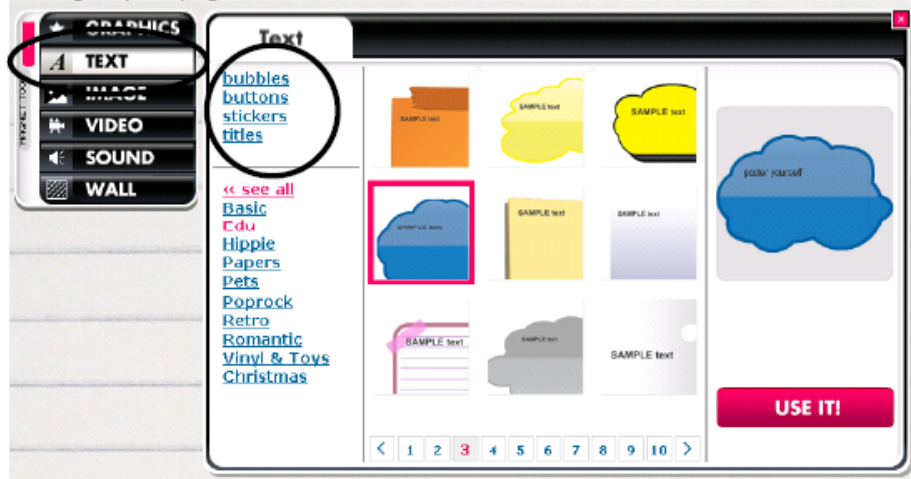 GRAPHICS
TEXT
IMAGE
VIDEO
SOUND
WALL
Text
bubbles
buttons
stickers
titles
<< see all
Basic
Edu
Hippie
Papers
Pets
Poprock
Retro
Romantic
Vinyl & Toys
Christmas
SAMPLE text
SAMPLE text
SAMPLE text
SAMPLE text
SAMPLE text
SAMPLE text
SAMPLE text
SAMPLE text
SAMPLE text
< 1 2 3 4 5 6 7 8 9 10 >
poster yourself
USE IT!